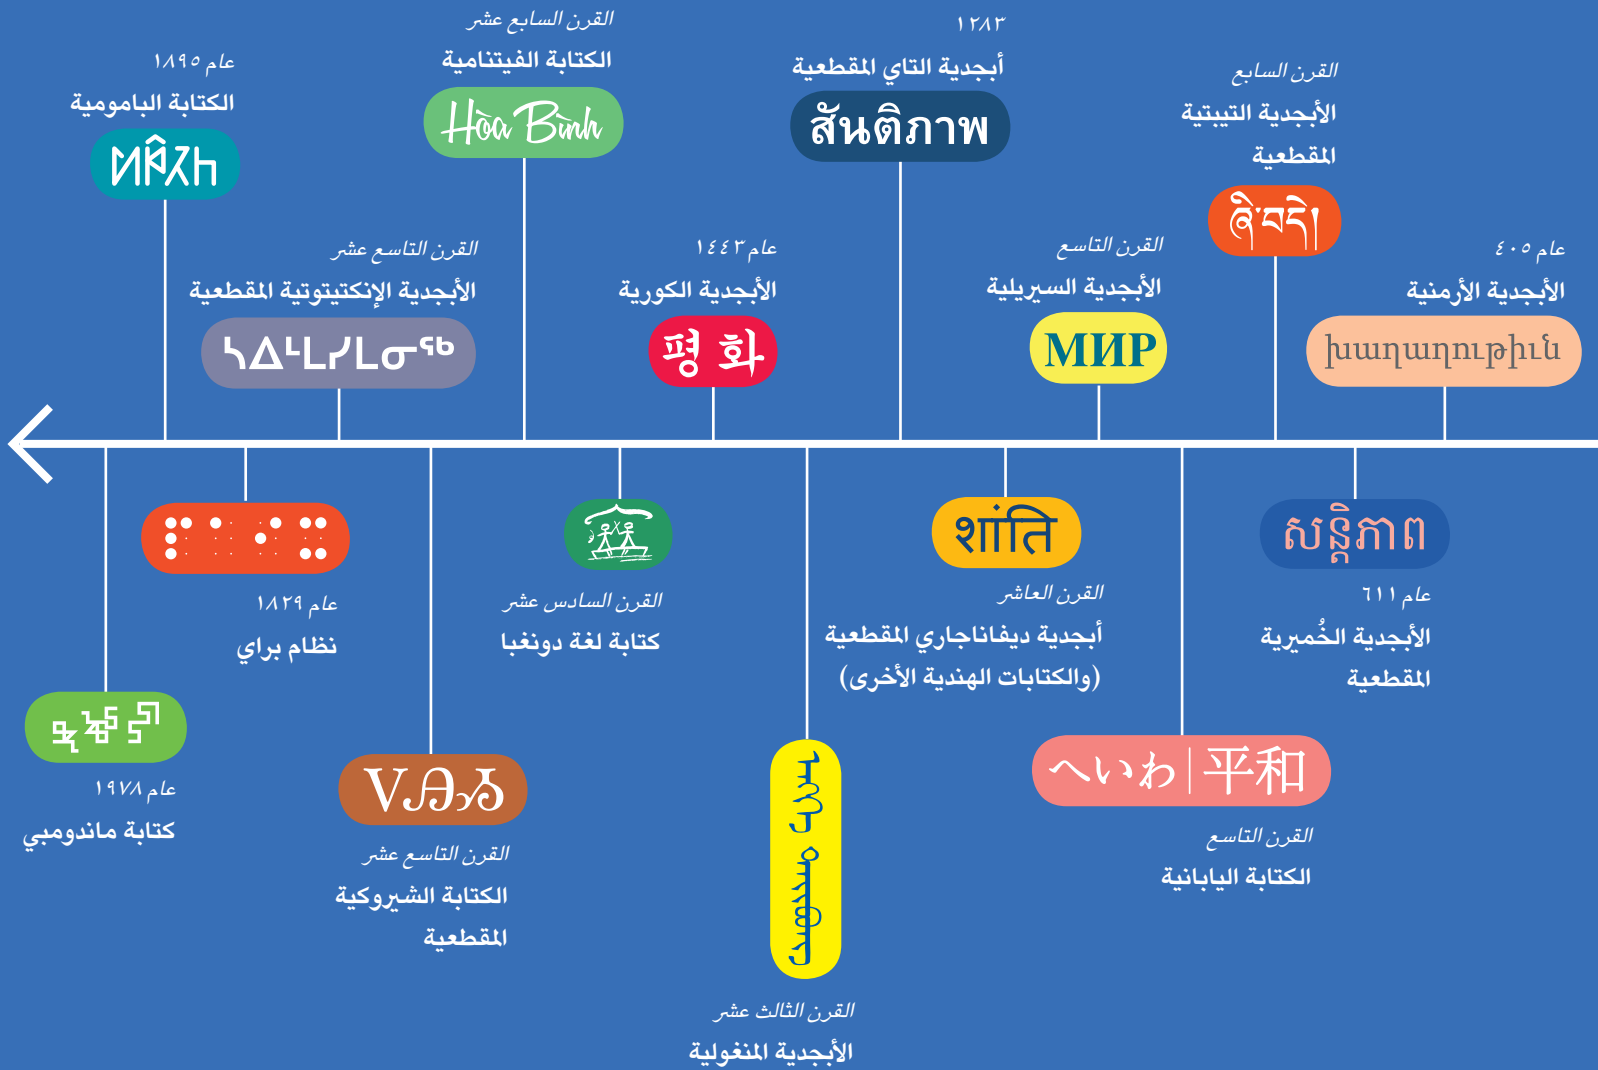 عام ٤٠٥
الأبجدية الأرمنية
խաղաղութիւն
عام ٦١١
الأبجدية الخُميرية
المقطعية
សន្តិភាព
القرن السابع
الأبجدية التيبتية
المقطعية
ཞི་བདེ།
القرن التاسع
الكتابة اليابانية
へいわ|平和
القرن التاسع
الأبجدية السيريلية
МИР
القرن العاشر
أبجدية ديفاناجاري المقطعية
(والكتابات الهندية الأخرى)
शांति
١٢٨٣
أبجدية التاي المقطعية
สันติภาพ
القرن الثالث عشر
الأبجدية المنغولية
عام ١٤٤٣
الأبجدية الكورية
평화
القرن السادس عشر
كتابة لغة دونغبا
القرن السابع عشر
الكتابة الفيتنامية
Hòa Bình
القرن التاسع عشر
الكتابة الشيروكية
المقطعية
ᏙᎯᏱ
القرن التاسع عشر
الأبجدية الإنكتيتوتية المقطعية
ᓴᐃᒻᒪᓯᒪᓂᖅ
عام ١٨٢٩
نظام براي
عام ١٨٩٥
الكتابة البامومية
عام ١٩٧٨
كتابة ماندومبي